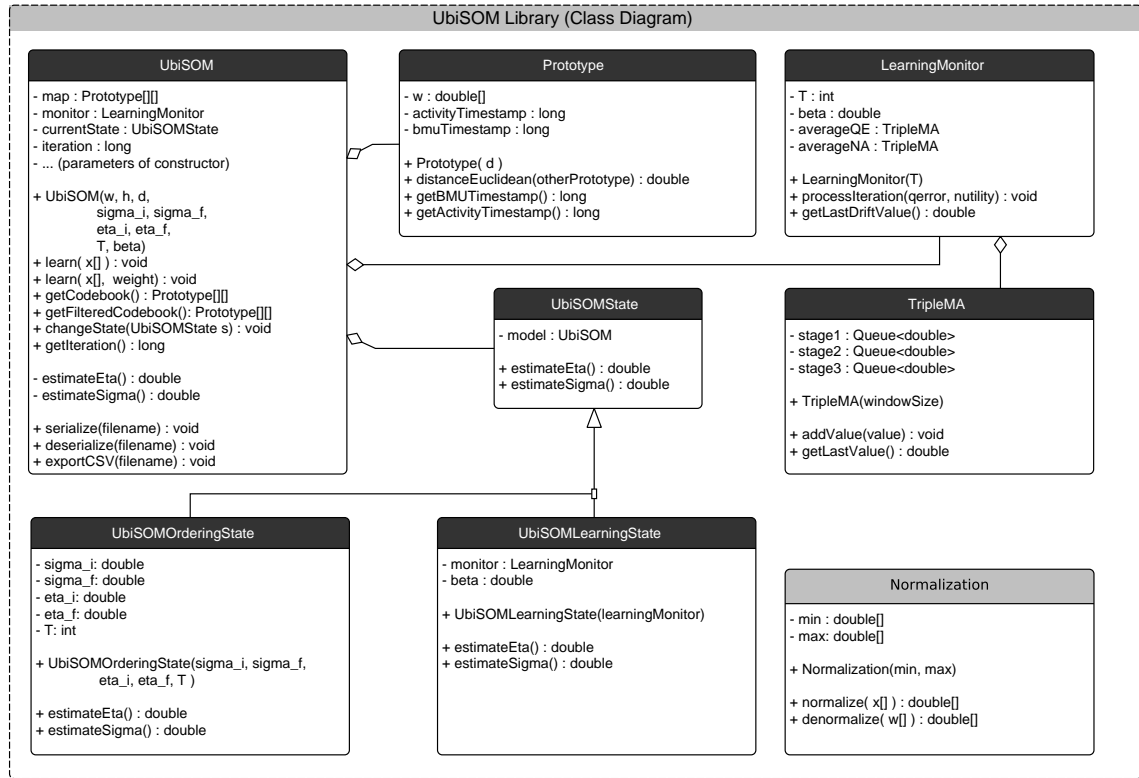 UbiSOM Library (Class Diagram)
UbiSOM
- map : Prototype[][]
- monitor : LearningMonitor
- currentState : UbiSOMState
- iteration : long
- ... (parameters of constructor)
+ UbiSOM(w, h, d,
sigma_i, sigma_f,
eta_i, eta_f,
T, beta)
+ learn( x[] ) : void
+ learn( x[],  weight) : void
+ getCodebook() : Prototype[][]
+ getFilteredCodebook(): Prototype[][]
+ changeState(UbiSOMState s) : void
+ getIteration() : long
- estimateEta() : double
- estimateSigma() : double
+ serialize(filename) : void
+ deserialize(filename) : void
+ exportCSV(filename) : void
Prototype
- w : double[]
- activityTimestamp : long
- bmuTimestamp : long
+ Prototype( d )
+ distanceEuclidean(otherPrototype) : double
+ getBMUTimestamp() : long
+ getActivityTimestamp() : long
LearningMonitor
- T : int
- beta : double
- averageQE : TripleMA
- averageNA : TripleMA
+ LearningMonitor(T)
+ processIteration(qerror, nutility) : void
+ getLastDriftValue() : double
UbiSOMState
- model : UbiSOM
+ estimateEta() : double
+ estimateSigma() : double
TripleMA
- stage1 : Queue<double>
- stage2 : Queue<double>
- stage3 : Queue<double>
+ TripleMA(windowSize)
+ addValue(value) : void
+ getLastValue() : double
UbiSOMOrderingState
- sigma_i: double
- sigma_f: double
- eta_i: double
- eta_f: double
- T: int
+ UbiSOMOrderingState(sigma_i, sigma_f,
eta_i, eta_f, T )
+ estimateEta() : double
+ estimateSigma() : double
UbiSOMLearningState
- monitor : LearningMonitor
- beta : double
+ UbiSOMLearningState(learningMonitor)
+ estimateEta() : double
+ estimateSigma() : double
Normalization
- min : double[]
- max: double[]
+ Normalization(min, max)
+ normalize( x[] ) : double[]
+ denormalize( w[] ) : double[]